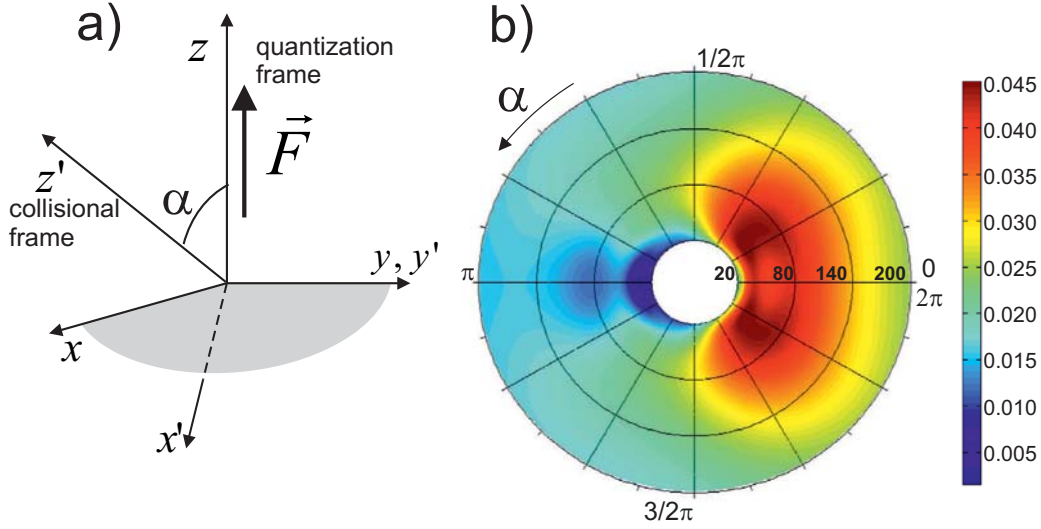 a)
z
quantization
frame
F
z'
collisional
frame
α
y, y'
x
x'
b)
α
1/2π
π
20 80 140 200
0
2π
3/2π
0.045
0.040
0.035
0.030
0.025
0.020
0.015
0.010
0.005